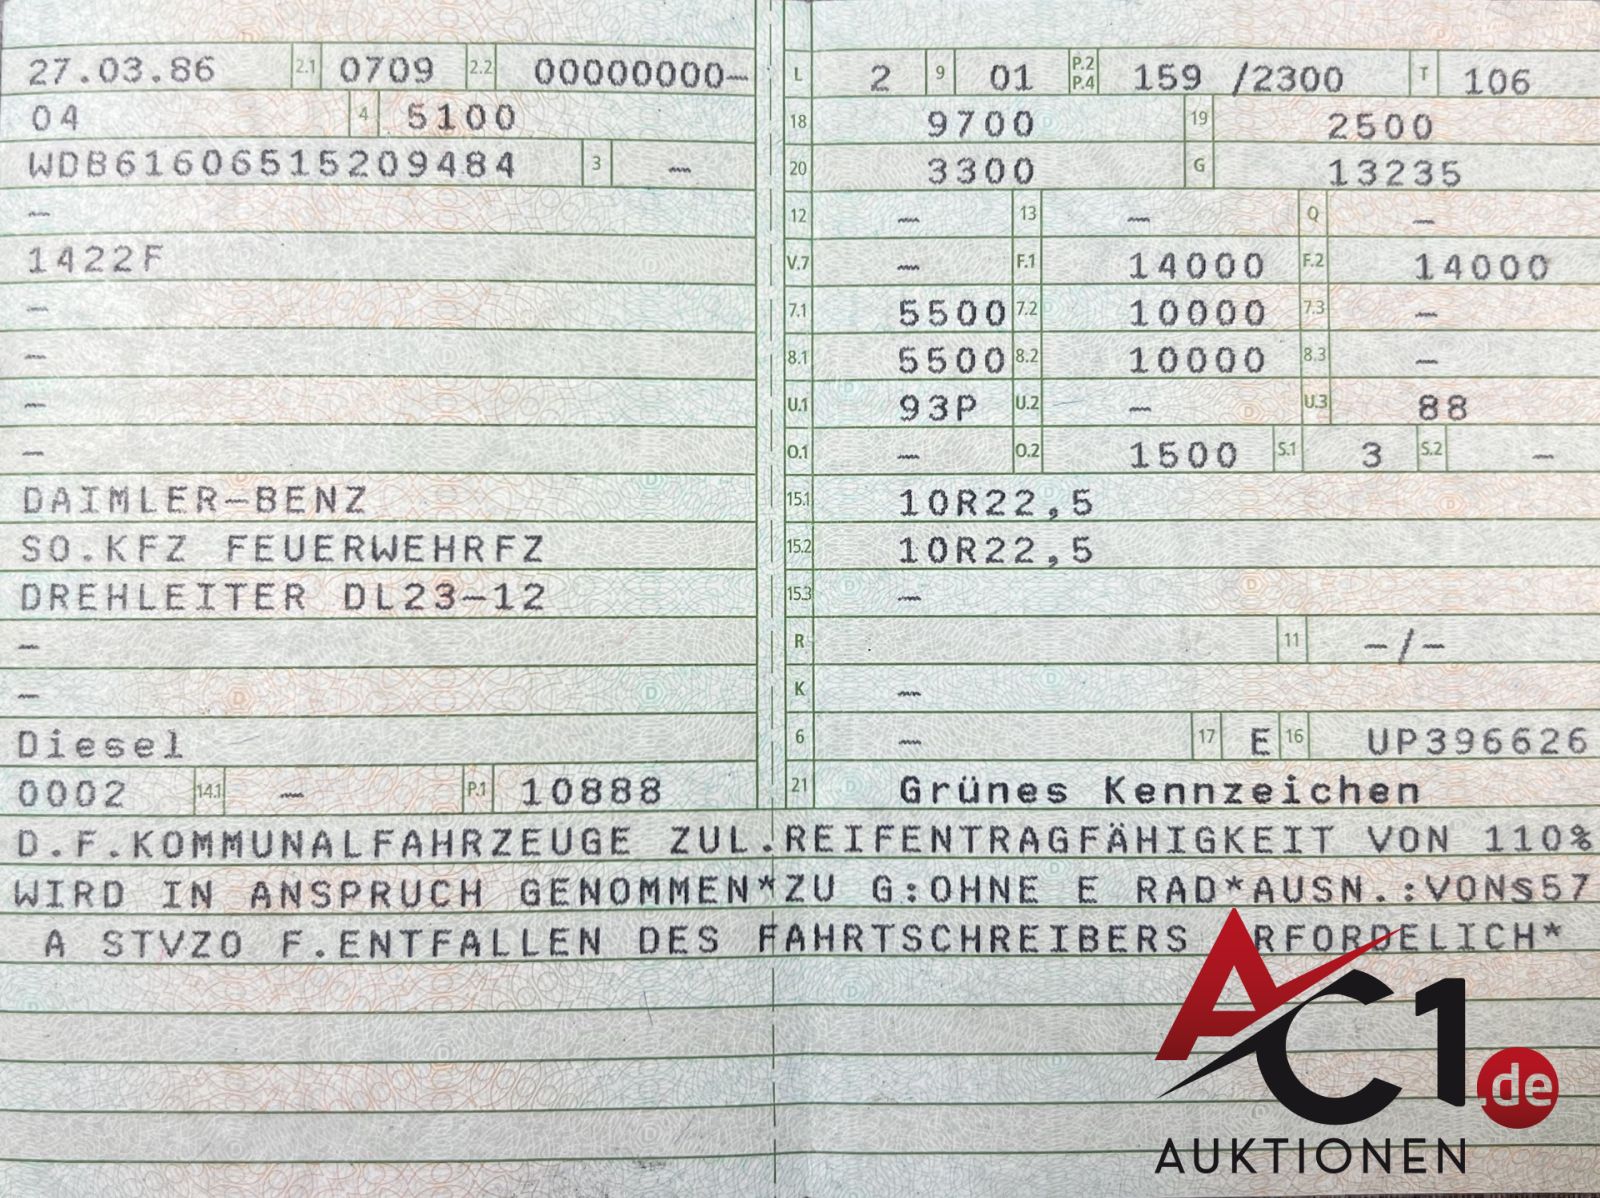 27.03.86 2.1 0709 2.2 00000000–
04 4 5100
WDB61606515209484 3 –
–
1422F
–
–
–
–
DAIMLER–BENZ
SO.KFZ FEUERWEHRFZ
DREHLEITER DL23–12
–
–
Diesel
0002 14.1 – P.1 10888
L 2 9 01 P.2 P.4 159 /2300 T 106
18 9700 19 2500
20 3300 G 13235
12 – 13 – Q –
V.7 – F.1 14000 F.2 14000
7.1 5500 7.2 10000 7.3 –
8.1 5500 8.2 10000 8.3 –
U.1 93P U.2 – U.3 88
O.1 – O.2 1500 S.1 3 S.2 –
15.1 10R22,5
15.2 10R22,5
15.3 –
R 11 –/–
K –
6 – 17 E 16 UP396626
21 Grünes Kennzeichen
D.F.KOMMUNALFAHRZEUGE ZUL.REIFENTRAGFÄHIGKEIT VON 110%
WIRD IN ANSPRUCH GENOMMEN*ZU G:OHNE E RAD*AUSN.:VON§57
A STVZO F.ENTFALLEN DES FAHRTSCHREIBERS RFORDELICH*
AC1.de
AUKTIONEN